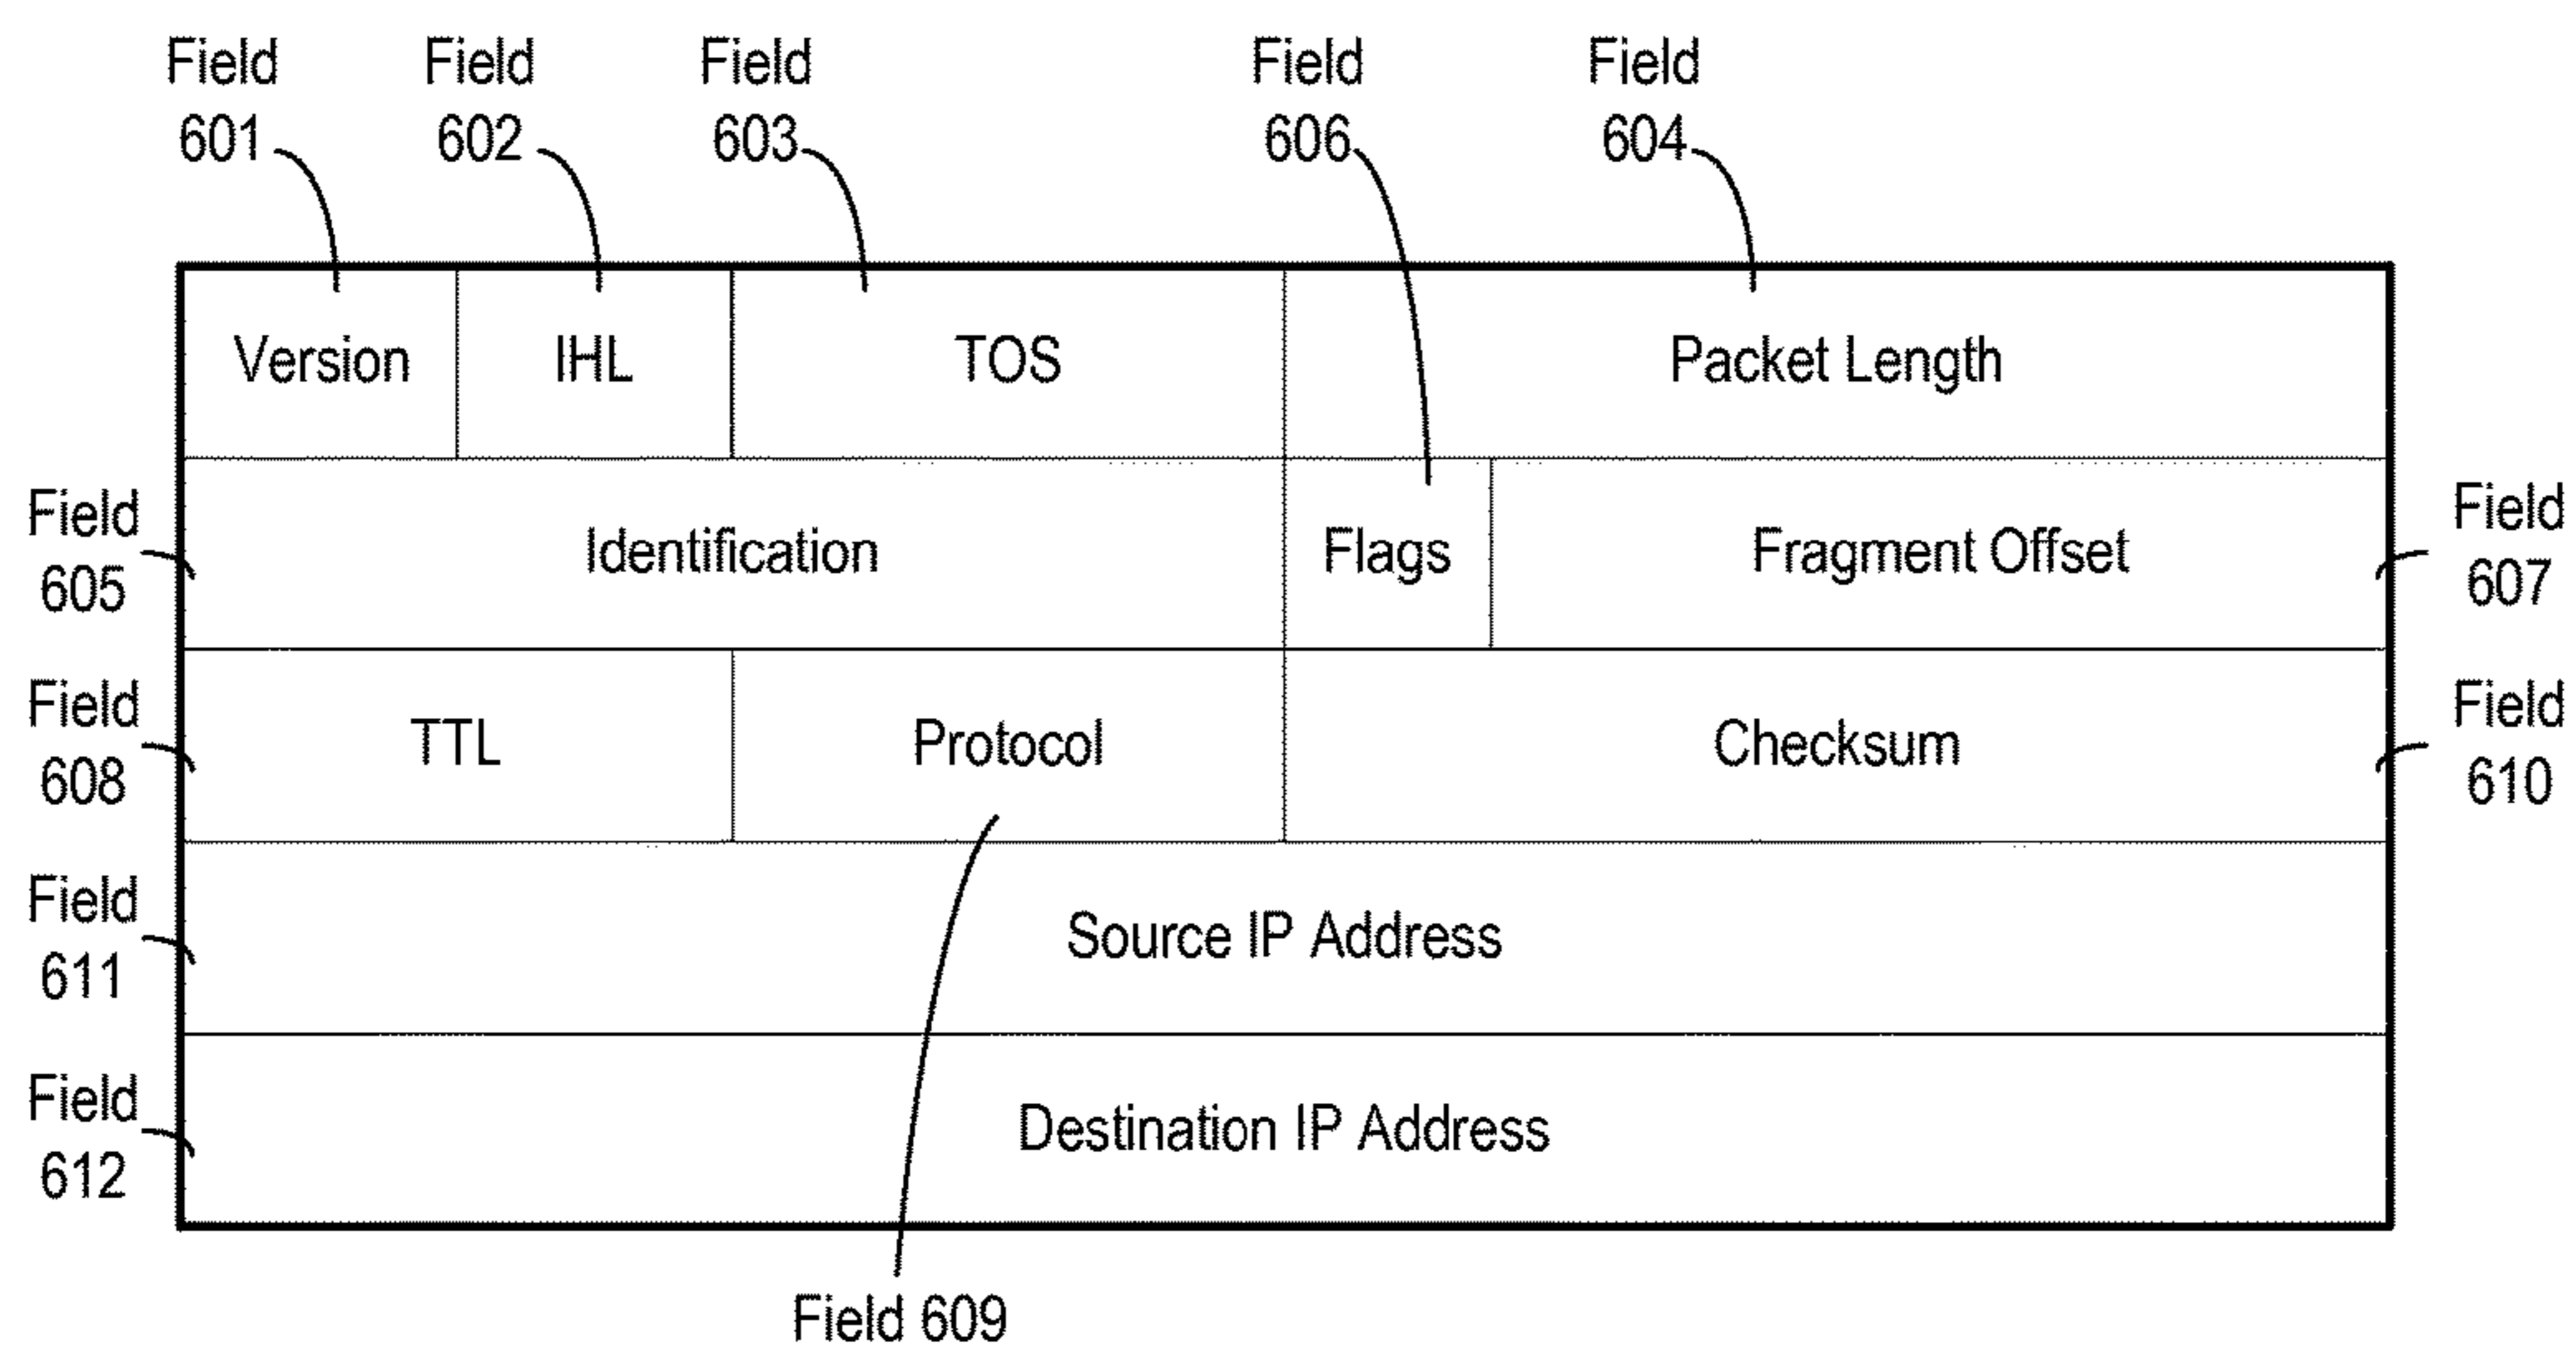 Field 601
Field 602
Field 603
Field 606
Field 604
Version
IHL
TOS
Packet Length
Field 605
Identification
Flags
Fragment Offset
Field 607
Field 608
TTL
Protocol
Checksum
Field 610
Field 611
Source IP Address
Field 612
Destination IP Address
Field 609